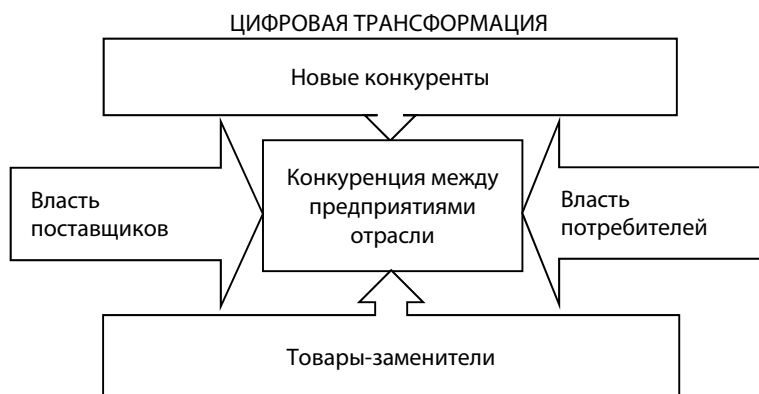 ЦИФРОВАЯ ТРАНСФОРМАЦИЯ
Новые конкуренты
Власть
поставщиков
Конкуренция между
предприятиями
отрасли
Власть
потребителей
Товары-заменители